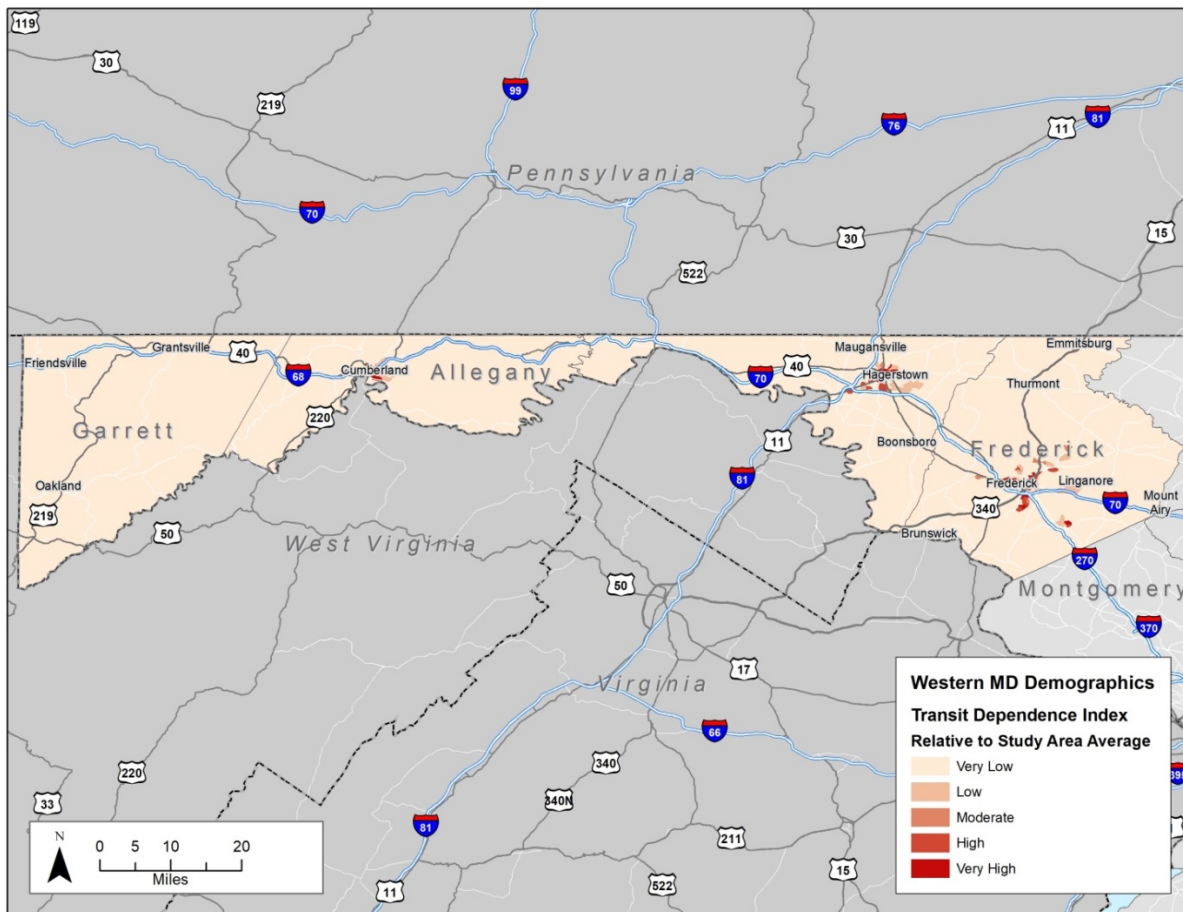 119
30
219
99
76
11
81
Pennsylvania
70
30
15
522
Friendsville
Grantsville
40
68
Cumberland
Allegany
220
Garrett
Oakland
219
50
Maugansville
40
70
Hagerstown
Emmitsburg
Thurmont
Boonsboro
Frederick
11
81
Frederick
Linganore
340
70
Mount
Airy
Brunswick
270
Montgomery
370
West Virginia
50
17
Virginia
66
340
340N
220
33
81
211
522
15
11
395
Western MD Demographics
Transit Dependence Index
Relative to Study Area Average
Very Low
Low
Moderate
High
Very High
N
0 5 10 20
Miles